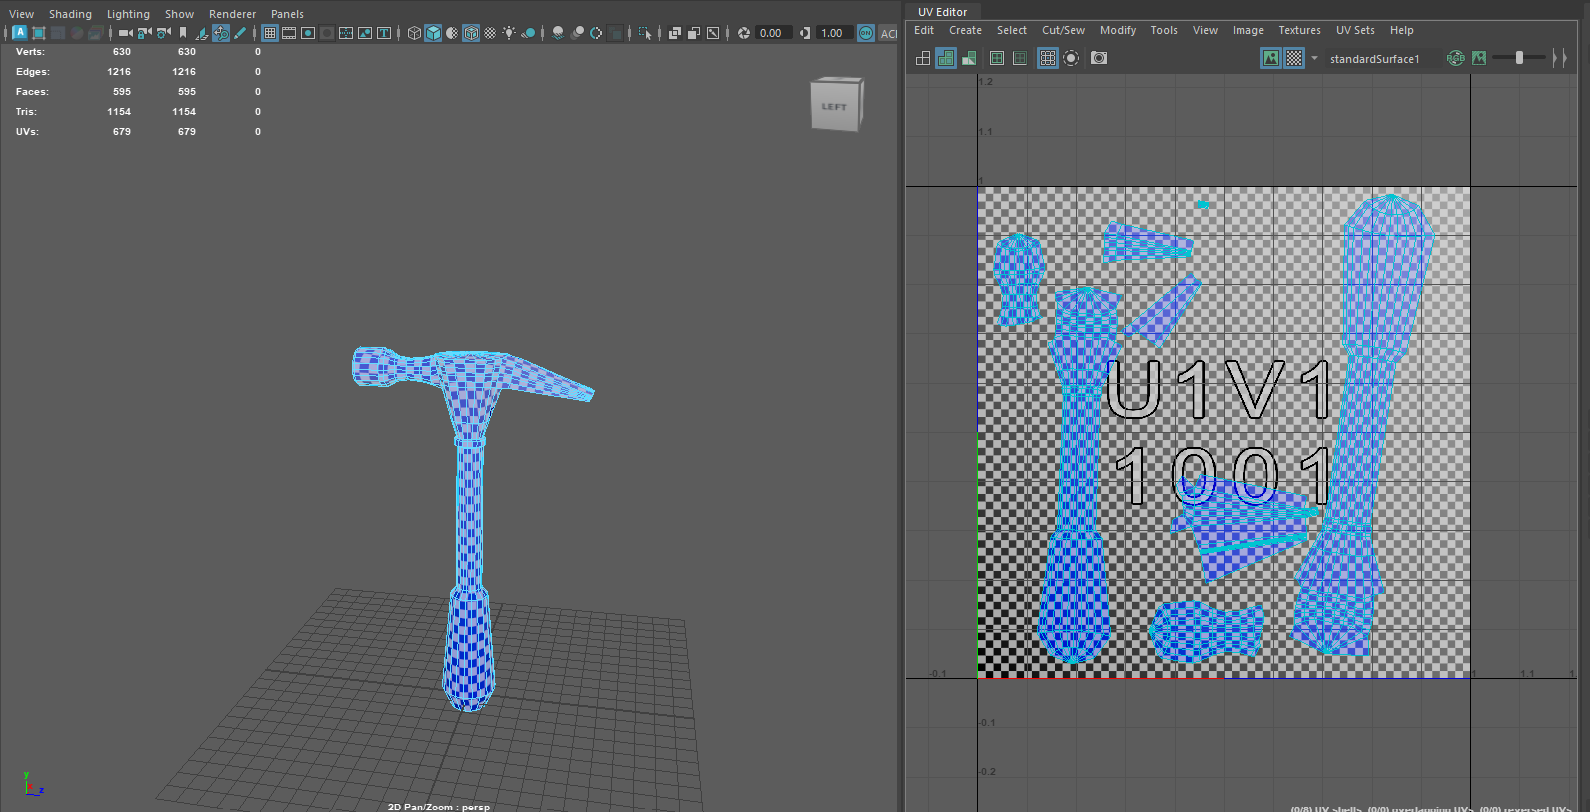 View Shading Lighting Show Renderer Panels
0.00 1.00 ON ACI
Verts: 630 630 0
Edges: 1216 1216 0
Faces: 595 595 0
Tris: 1154 1154 0
UVs: 679 679 0
LEFT
y
z
2D Pan/Zoom : persp
UV Editor
Edit Create Select Cut/Sew Modify Tools View Image Textures UV Sets Help
standardSurface1 RGB
1.2
1.1
1
U1V1
1001
-0.1 1 1.1 1.
-0.1
-0.2
(0/8) UV shells, (0/0) overlapping UVs, (0/0) reversed UVs